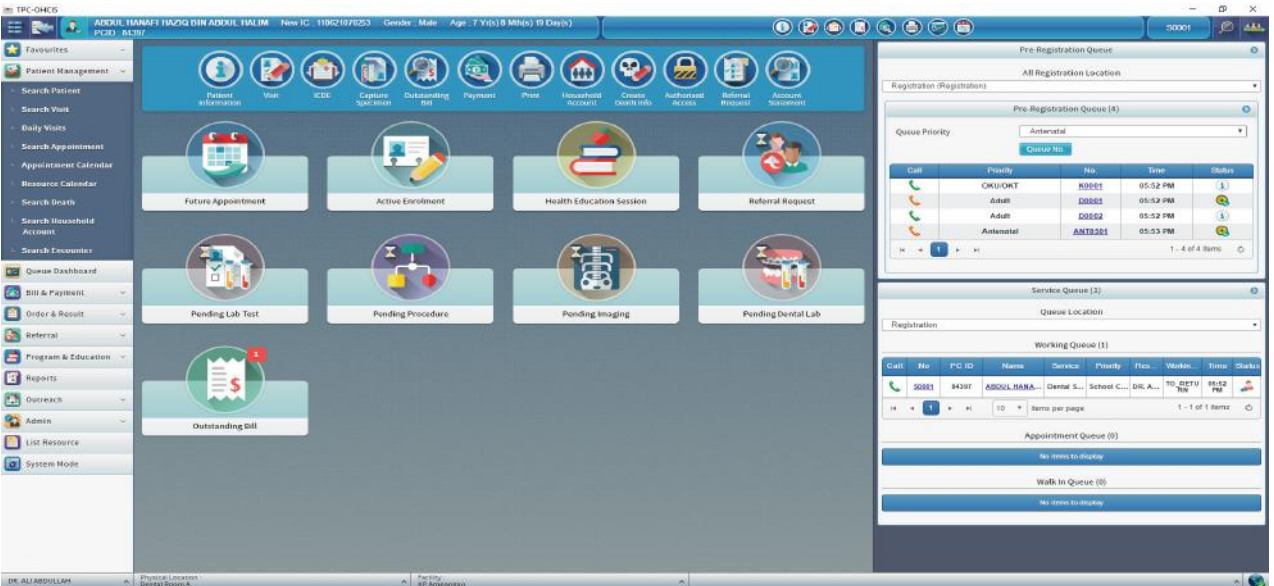 TPC-OHCIS
ABDUL HANAFI HAZIQ BIN ABDUL HALIM New IC : 110621070253 Gender : Male Age : 7 Yr(s) 8 Mth(s) 19 Day(s)
PCID 84397
S0001
Favourites
Patient Management
Search Patient
Search Visit
Daily Visits
Search Appointment
Appointment Calendar
Resource Calendar
Search Death
Search Household
Account
Search Encounter
Queue Dashboard
Bill & Payment
Order & Result
Referral
Program & Education
Reports
Outreach
Admin
List Resource
System Mode
Patient Information
Visit
ICDE
Capture Specimen
Outstanding Bill
Payment
Print
Household Account
Create Death Info
Authorised Access
Referral Request
Account Statement
Future Appointment
Active Enrolment
Health Education Session
Referral Request
Pending Lab Test
Pending Procedure
Pending Imaging
Pending Dental Lab
1
Outstanding Bill
Pre-Registration Queue
All Registration Location
Registration (Registration)
Pre-Registration Queue (4)
Queue Priority Antenatal
Queue No.
Call Priority No. Time Status
OKU/OKT K0001 05:52 PM
Adult D0001 05:52 PM
Adult D0002 05:52 PM
Antenatal ANT0501 05:53 PM
1 1 - 4 of 4 items
Service Queue (1)
Queue Location
Registration
Working Queue (1)
Call No PC ID Name Service Priority Res... Workin... Time Status
S0001 84397 ABDUL HANA... Dental S... School C... DR. A... TO_RETU RN 05:52 PM
1 10 items per page 1 - 1 of 1 items
Appointment Queue (0)
No items to display
Walk In Queue (0)
No items to display
DR. ALI ABDULLAH
Physical Location :
Dental Room A
Facility :